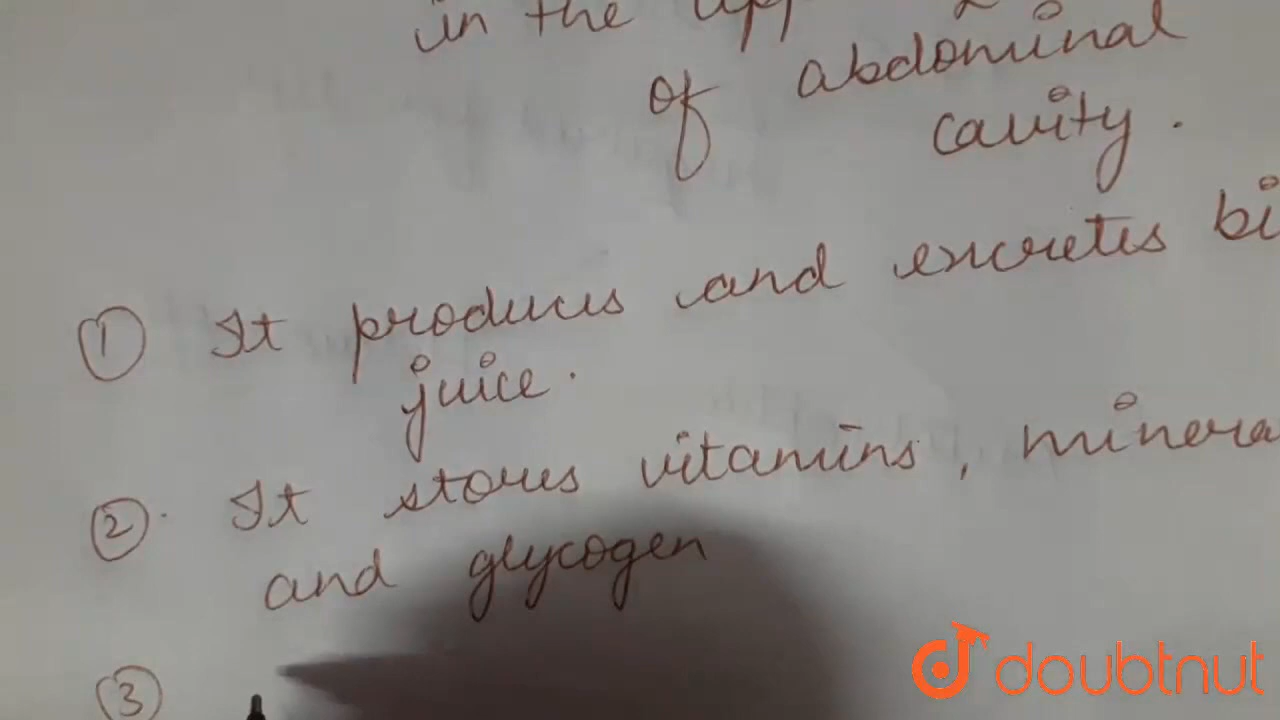 in the
of abdominal
cavity.
① It produces and excretes
juice.
②. It stores vitamins,
and glycogen
③
doubtnut